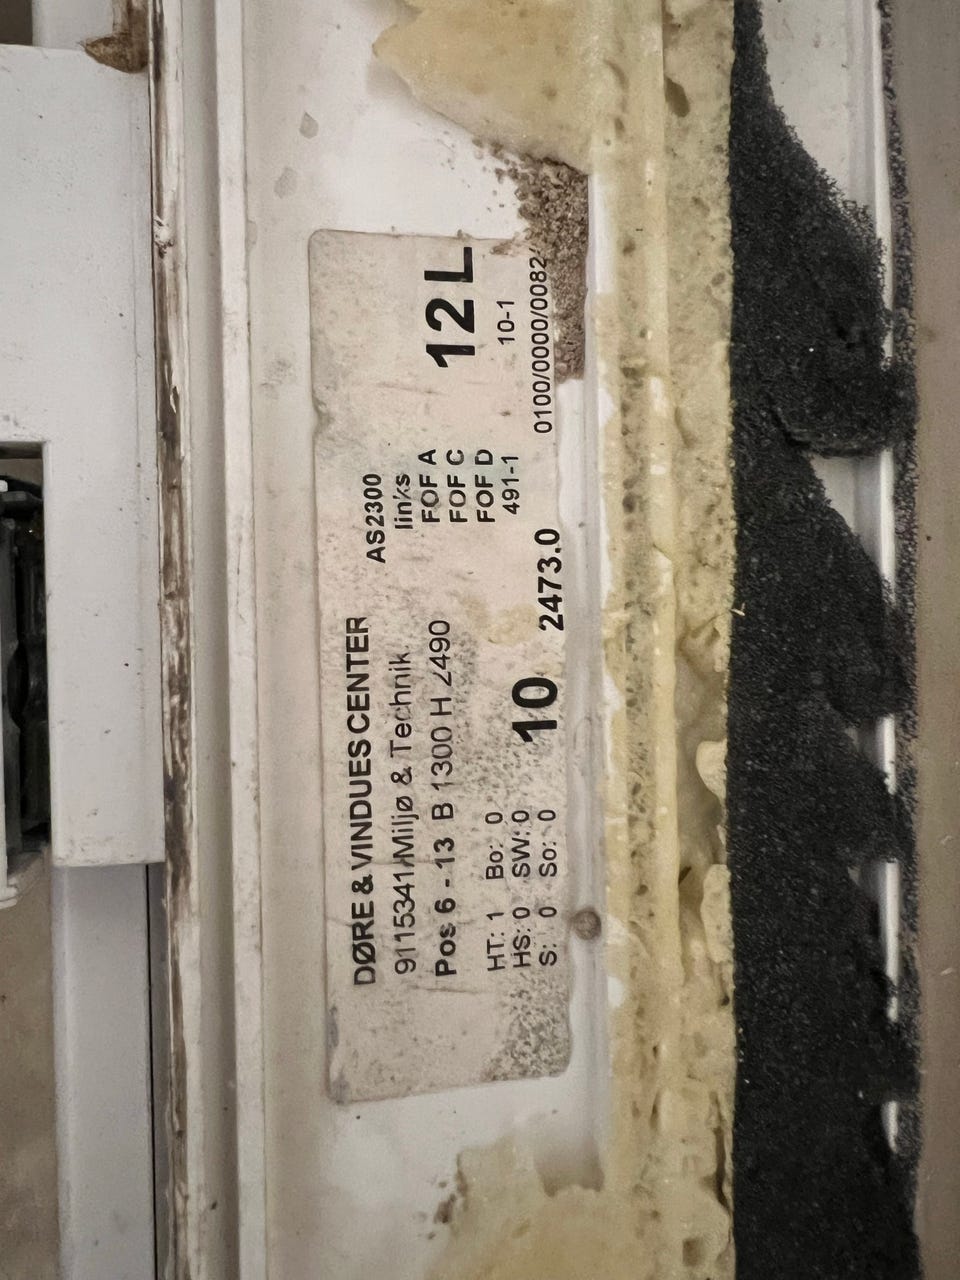 DØRE & VINDUES CENTER AS2300
9115341/Miljø & Technik links
Pos 6 - 13 B 1300 H 2490 FOF A 12 L
FOF C
HT: 1 Bo: 0 FOF D
HS: 0 SW: 0 10 491-1 10-1
S: 0 So: 0 2473.0 0100/0000/0082